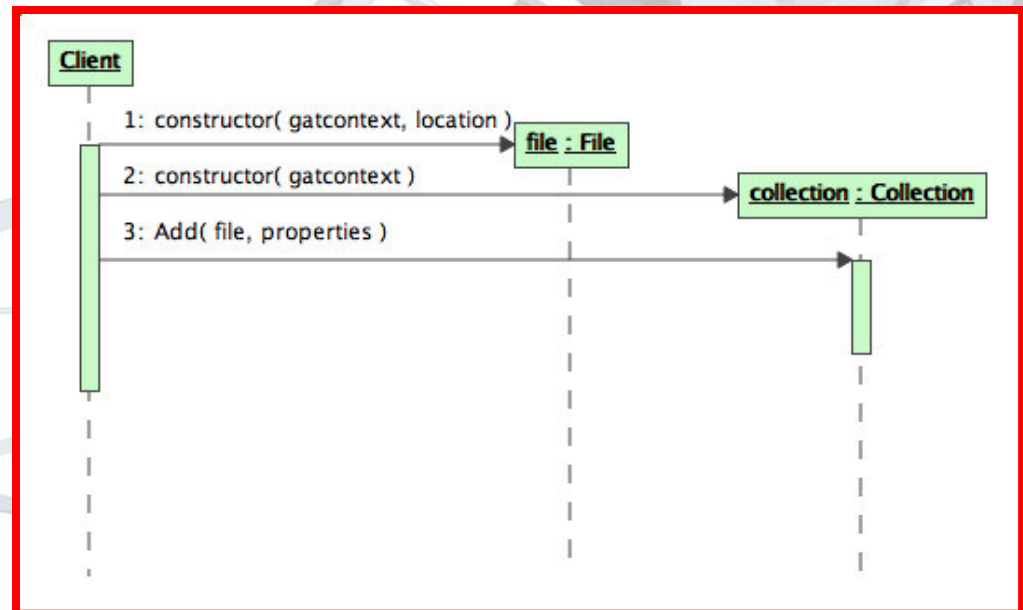 Client
1: constructor( gatcontext, location )
file : File
2: constructor( gatcontext )
collection : Collection
3: Add( file, properties )